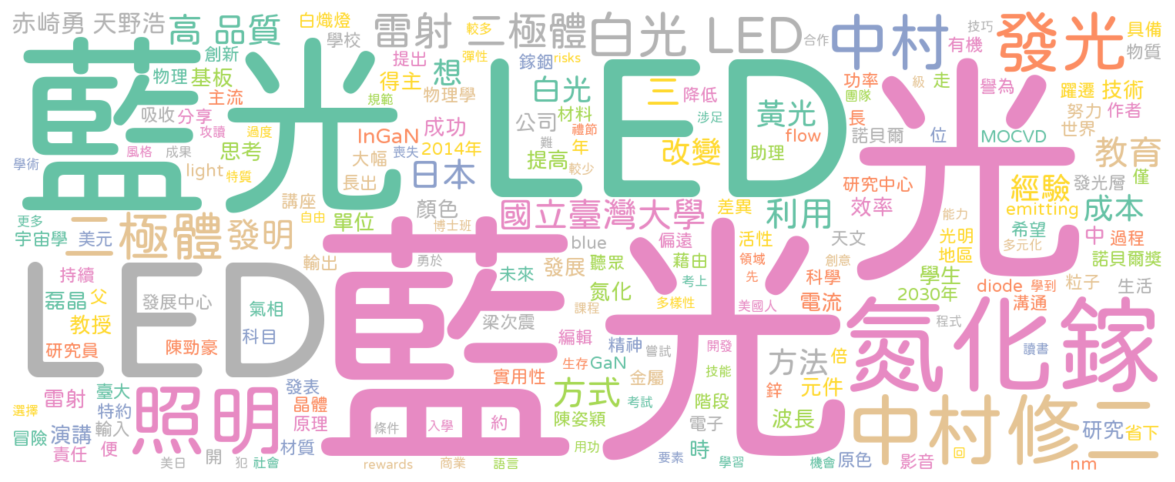 赤崎勇 天野浩
高 品質
白熾燈
學校
雷射 二極體
較多
彈性
白光 LED
合作
中村
技巧
有機
發光
具備
物質
藍光 LED
光
創新
物理
基板
主流
提出
得主
物理學
鎵銦
risks
想
白光
三
降低
功率
團隊
級
走
譽為
躍遷
技術
努力
作者
世界
吸收
分享
攻讀
規範
InGaN
成功
公司
材料
禮節
涉足
黃光
flow
長
諾貝爾
位
MOCVD
學術
風格
成果
過度
思考
喪失
2014年
難
年
改變
助理
教育
特質
light
大幅
長出
日本
提高
較少
研究中心
經驗
發光層
僅
更多
二極體
發明
講座
自由
單位
博士班
顏色
國立臺灣大學
差異
利用
效率
能力
emitting
成本
宇宙學
美元
輸出
勇於
blue
偏遠
活性
天文
光明
地區
希望
多元化
中
過程
諾貝爾獎
LED
持續
發展中心
氣相
藍光
未來
發展
聽眾
藉由
領域
創意
科學
學生
diode
學到
粒子
生活
磊晶
父
教授
科目
梁次震
氮化
課程
多樣性
考上
先
美國人
電流
2030年
溝通
程式
氮化鎵
研究員
陳勁豪
編輯
精神
嘗試
開發
功率
倍
讀書
生存
GaN
技能
方法
鋅
元件
雷射
臺大
特約
發表
晶體
原理
照明
實用性
方式
金屬
考試
階段
波長
中村修二
選擇
冒險
演講
輸入
責任
便
材質
條件
入學
約
陳姿穎
電子
時
研究
省下
美日
開
犯
社會
rewards
商業
語言
用功
要素
學習
機會
原色
影音
回
nm